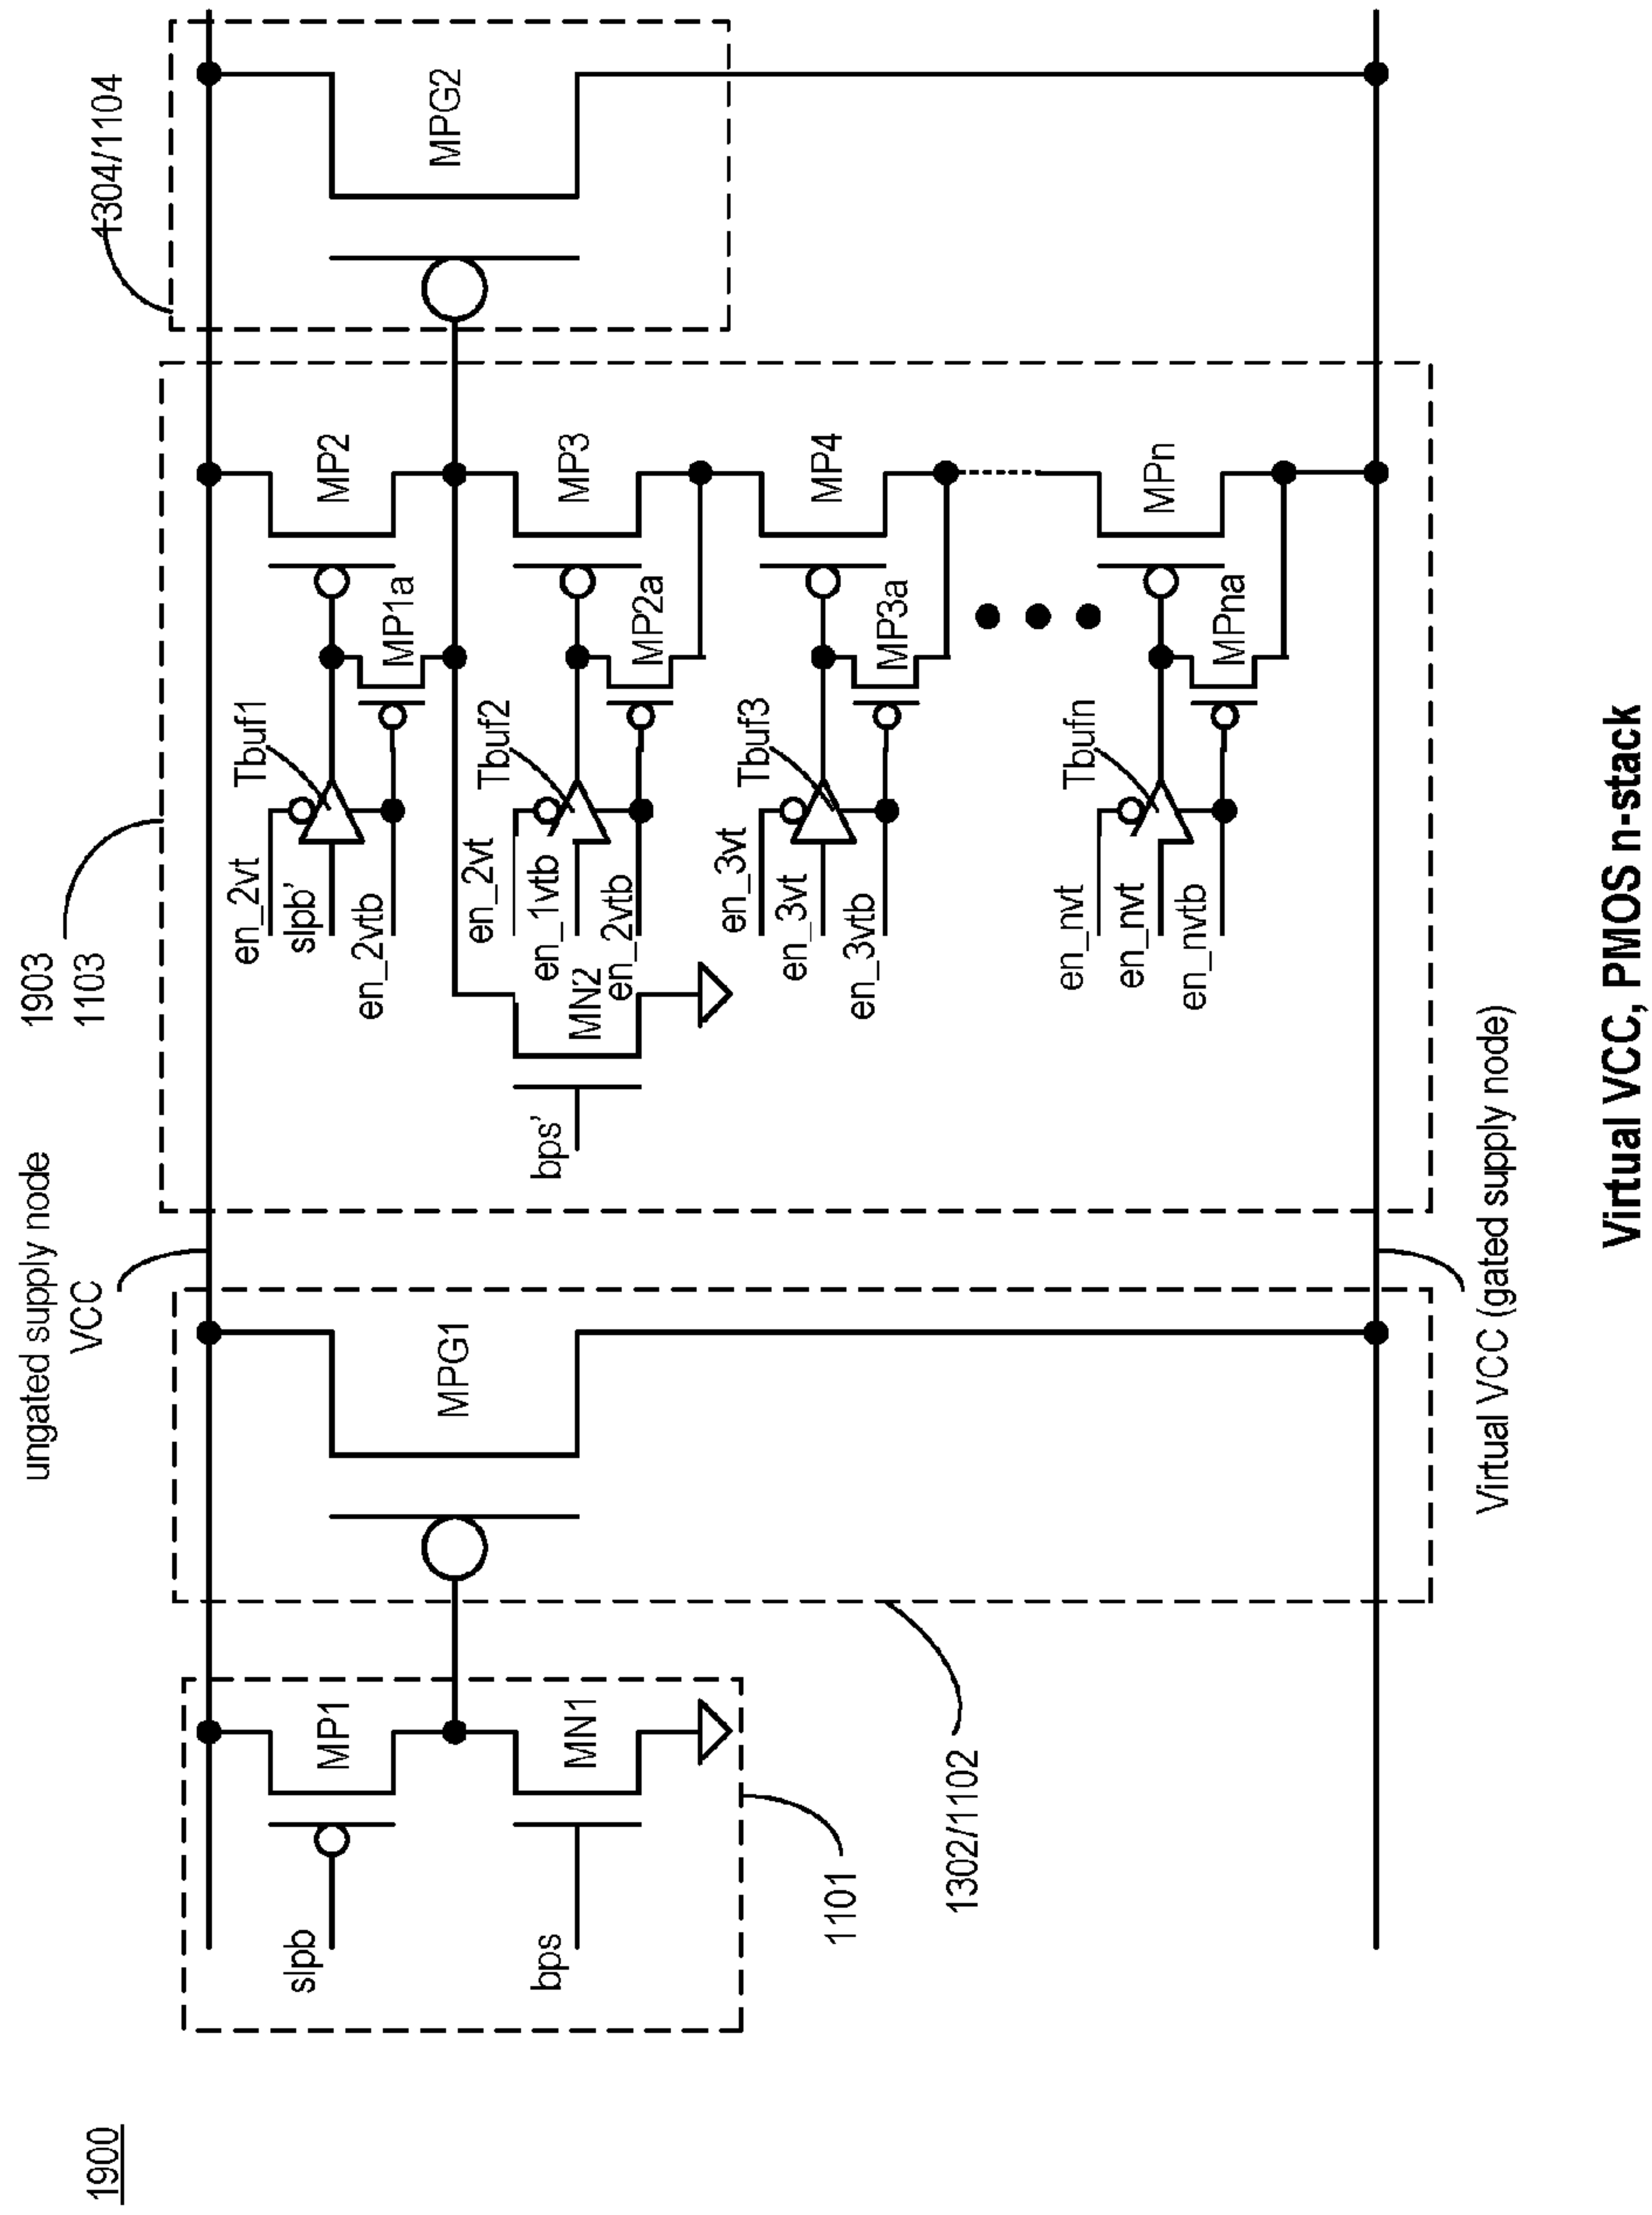 1900
ungated supply node
VCC
1903
1103
1304/1104
slpb
MP1
bps
MN1
1101
MPG1
1302/1102
en_2vt
slpb’
en_2vtb
Tbuf1
MP1a
MP2
bps’
MN2
en_2vt
en_1vtb
en_2vtb
Tbuf2
MP2a
MP3
en_3vt
en_3vt
en_3vtb
Tbuf3
MP3a
MP4
en_nvt
en_nvt
en_nvtb
Tbufn
MPna
MPn
MPG2
Virtual VCC (gated supply node)
Virtual VCC, PMOS n-stack